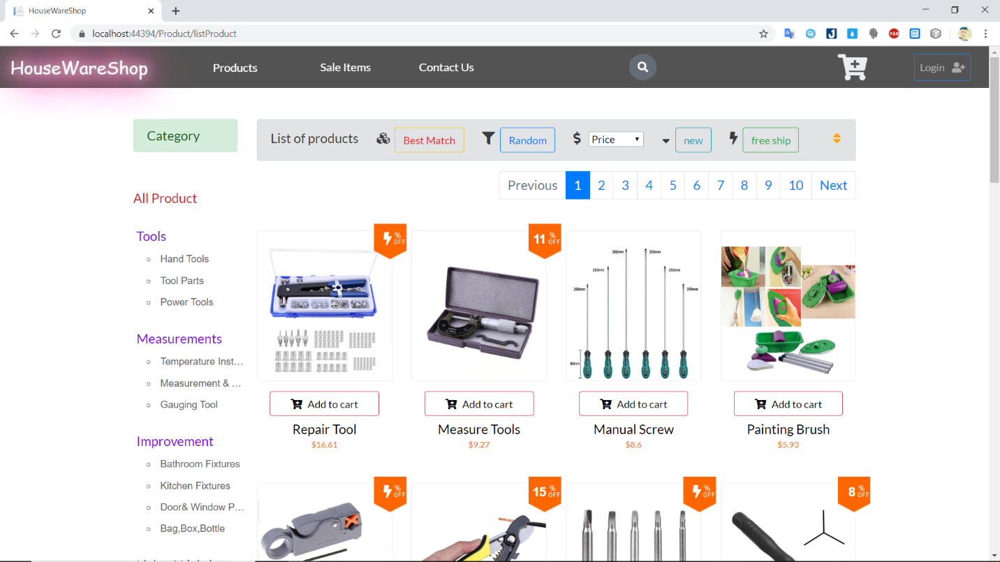 HouseWareShop
localhost:44394/Product/listProduct
HouseWareShop
Products
Sale Items
Contact Us
Login
Category
List of products
Best Match
Random
$
Price
new
free ship
Previous 1 2 3 4 5 6 7 8 9 10 Next
All Product
Tools
Hand Tools
Tool Parts
Power Tools
Measurements
Temperature Inst...
Measurement & ...
Gauging Tool
Improvement
Bathroom Fixtures
Kitchen Fixtures
Door& Window P...
Bag,Box,Bottle
% OFF
11 % OFF
300mm
300mm
250mm
250mm
200mm
200mm
80mm
Add to cart
Add to cart
Add to cart
Add to cart
Repair Tool
Measure Tools
Manual Screw
Painting Brush
$16.61
$9.27
$8.6
$5.93
% OFF
15 % OFF
% OFF
8 % OFF